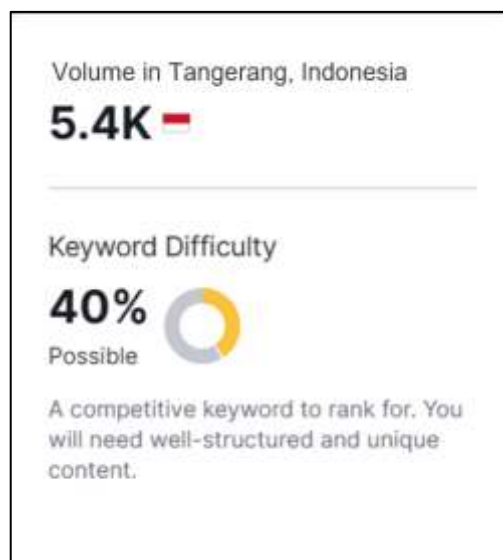 Volume in Tangerang, Indonesia
5.4K
Keyword Difficulty
40%
Possible
A competitive keyword to rank for. You
will need well-structured and unique
content.